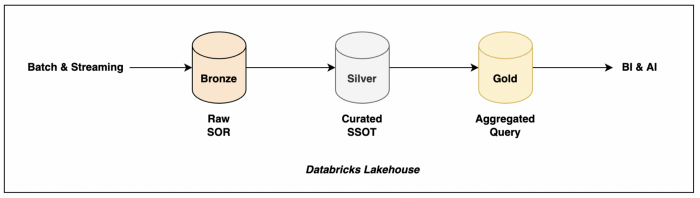 Batch & Streaming
Bronze
Silver
Gold
BI & AI
Raw
SOR
Curated
SSOT
Aggregated
Query
Databricks Lakehouse